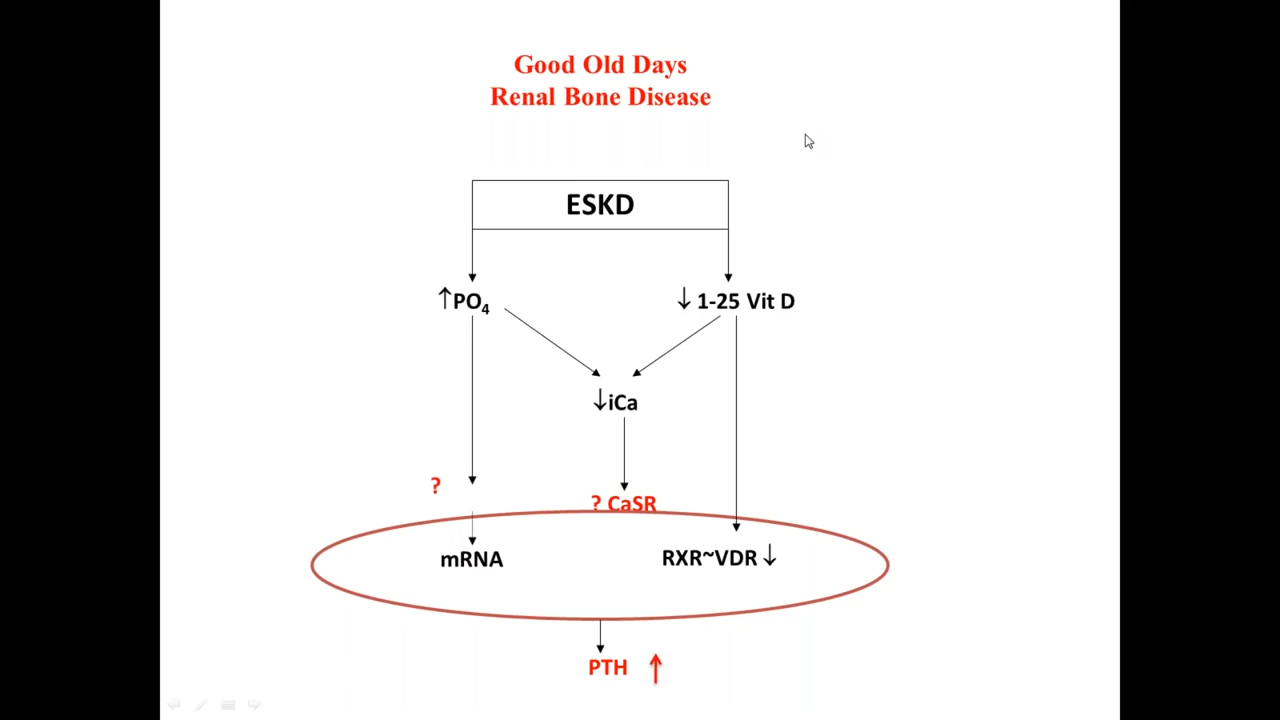 Good Old Days
Renal Bone Disease
ESKD
↑PO₄
↓ 1-25 Vit D
↓iCa
?
? CaSR
mRNA
RXR~VDR ↓
PTH ↑